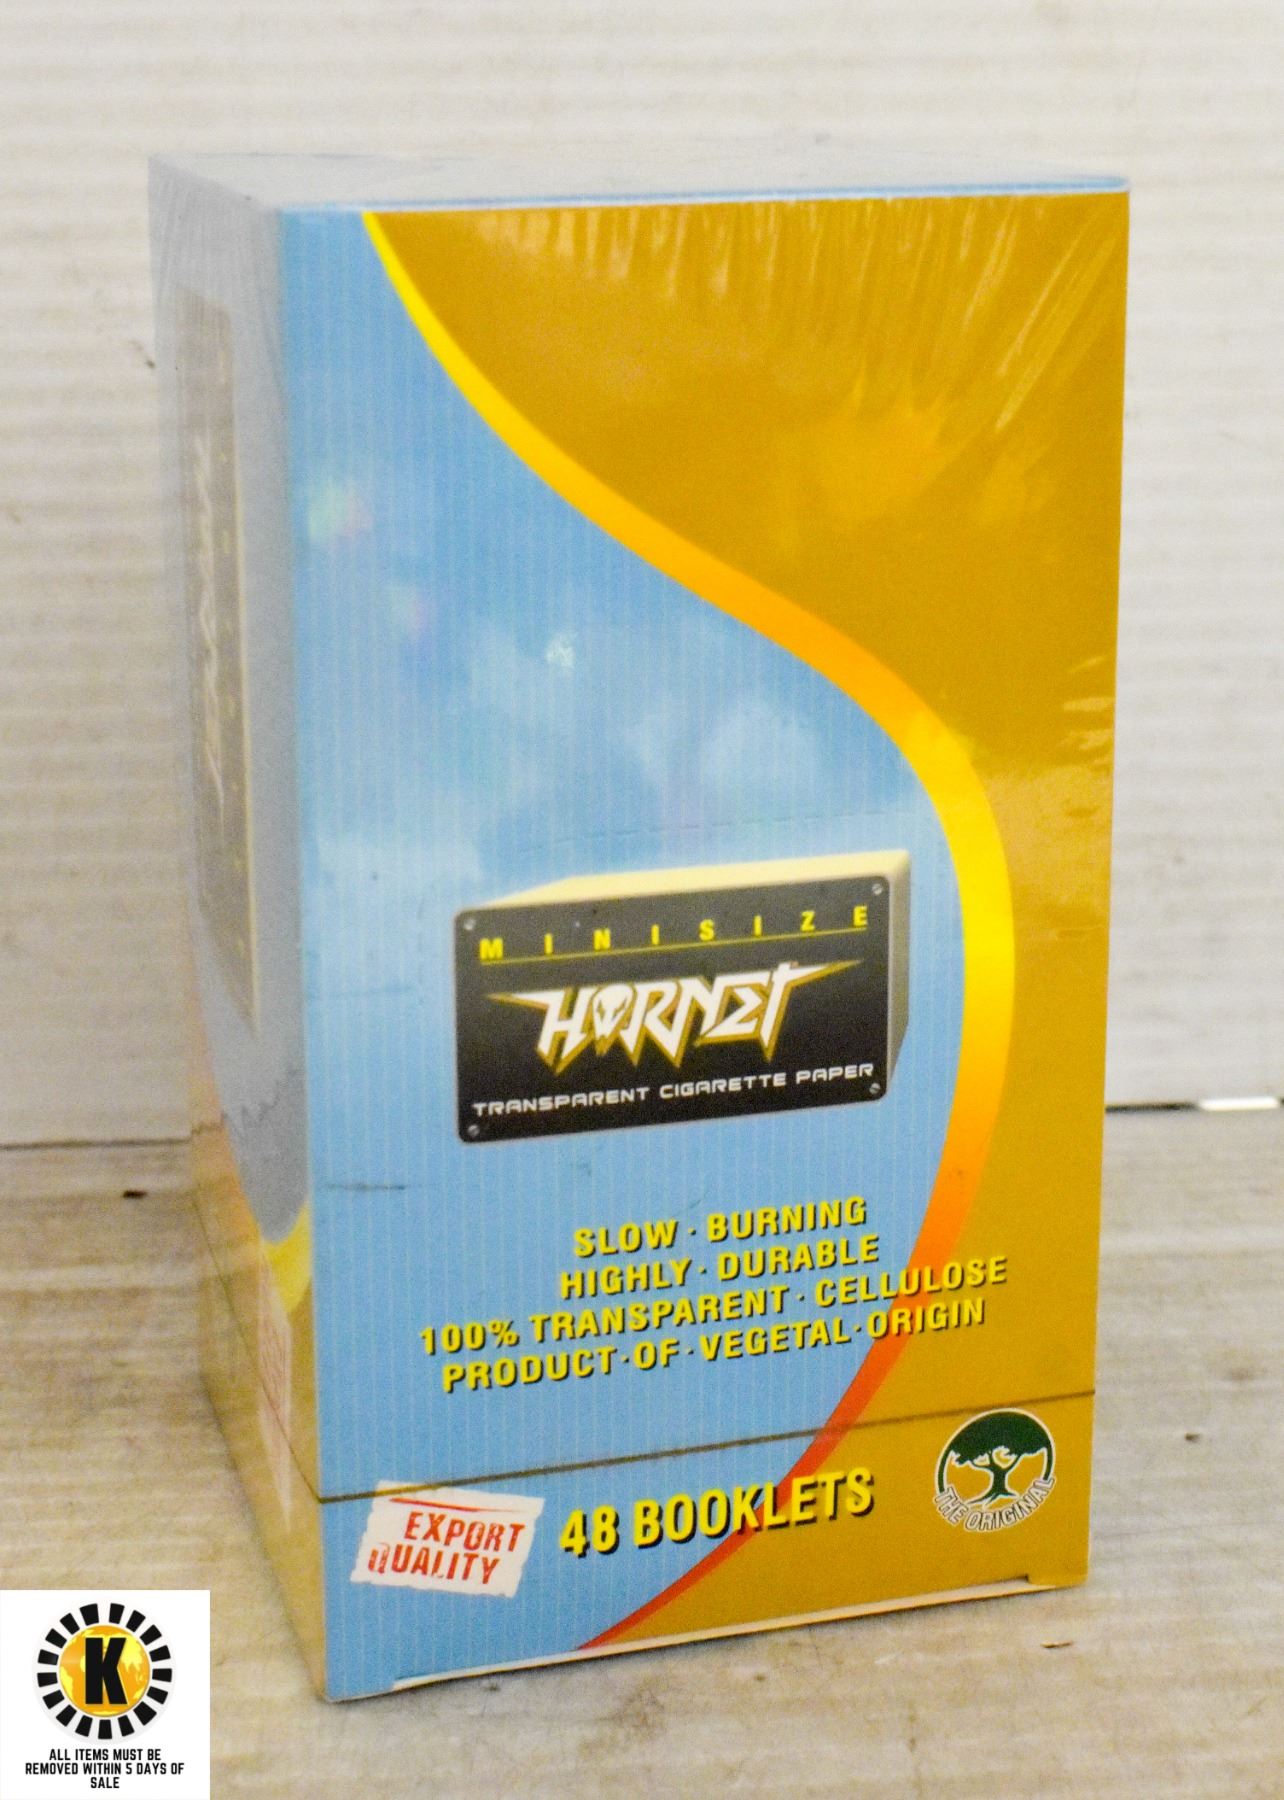 MINISIZE
HORNET
TRANSPARENT CIGARETTE PAPER
SLOW · BURNING
HIGHLY · DURABLE
100% TRANSPARENT · CELLULOSE
PRODUCT · OF · VEGETAL · ORIGIN
EXPORT
QUALITY
48 BOOKLETS
THE ORIGINAL
K
ALL ITEMS MUST BE
REMOVED WITHIN 5 DAYS OF
SALE